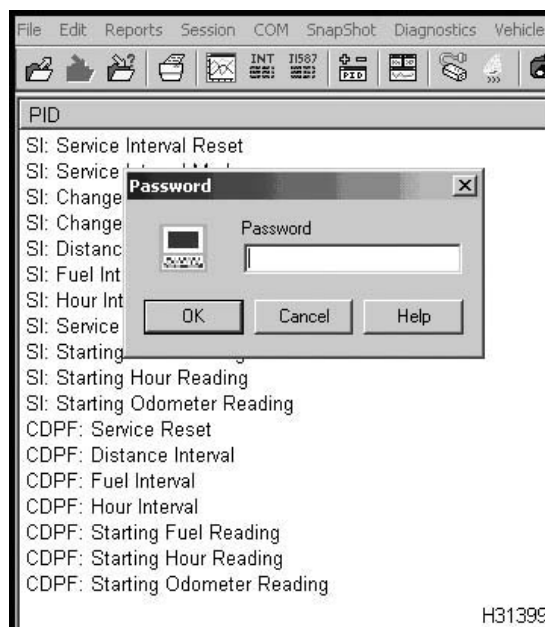 File Edit Reports Session COM SnapShot Diagnostics Vehicle
INT TI587
PID
PID
SI: Service Interval Reset
SI: Service
SI: Change
SI: Change
SI:
SI: Fuel
SI: Hour
SI: Service
SI: Starting
SI: Starting Hour Reading
SI: Starting Odometer Reading
CDPF: Service Reset
CDPF: Distance Interval
CDPF: Fuel Interval
CDPF: Hour Interval
CDPF: Starting Fuel Reading
CDPF: Starting Hour Reading
CDPF: Starting Odometer Reading
Password
Password
OK Cancel Help
H31399